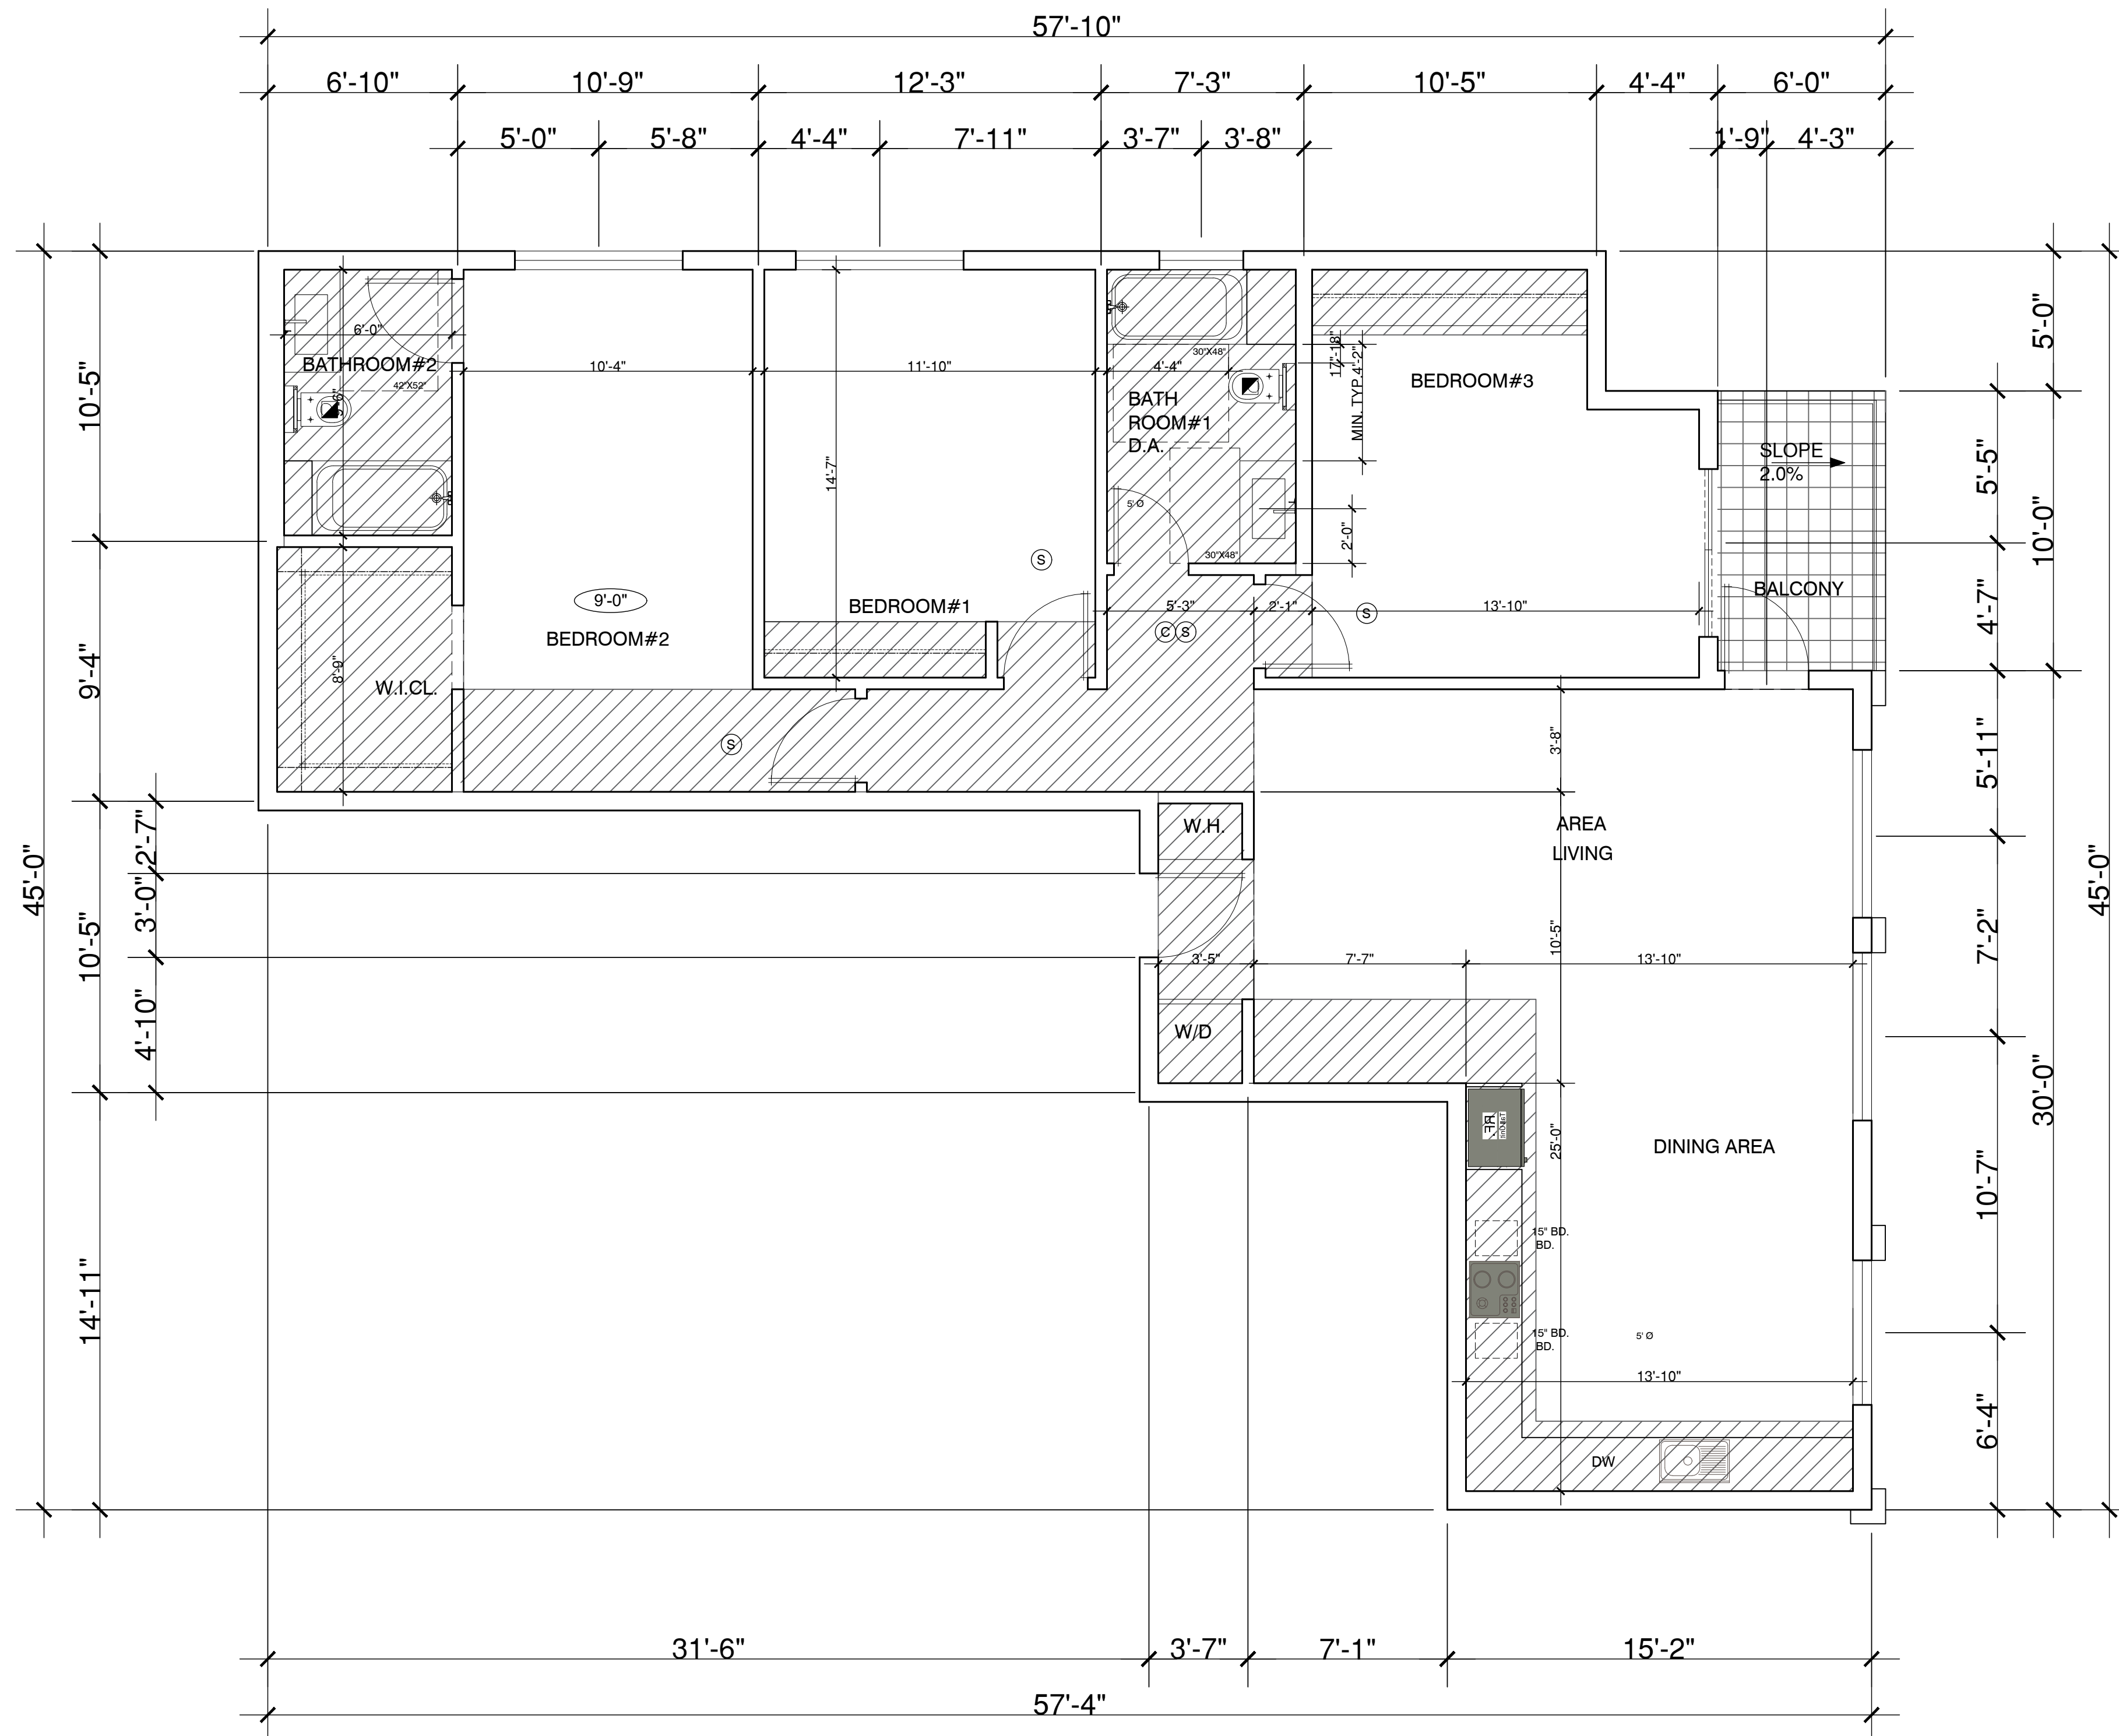 57'-10"
6'-10" 10'-9" 12'-3" 7'-3" 10'-5" 4'-4" 6'-0"
5'-0" 5'-8" 4'-4" 7'-11" 3'-7" 3'-8" 1'-9" 4'-3"
45'-0"
10'-5"
9'-4"
10'-5"
14'-11"
2'-7"
3'-0"
4'-10"
6'-0"
BATHROOM#2
42"X52"
9'-6"
8'-9"
W.I.CL.
10'-4"
9'-0"
BEDROOM#2
S
11'-10"
14'-7"
S
BEDROOM#1
30"X48"
4'-4"
BATH
ROOM#1
D.A.
5' Ø
30"X48"
17"-18"
MIN. TYP.4'-2"
2'-0"
BEDROOM#3
5'-3" 2'-1" S 13'-10"
C S
SLOPE
2.0%
BALCONY
3'-8"
AREA
LIVING
W.H.
10'-5"
3'-5" 7'-7" 13'-10"
W/D
RF.
25'-0"
DINING AREA
15" BD.
BD.
15" BD.
BD.
5' Ø
13'-10"
DW
5'-0"
10'-0"
30'-0"
5'-5"
4'-7"
5'-11"
7'-2"
10'-7"
6'-4"
45'-0"
31'-6" 3'-7" 7'-1" 15'-2"
57'-4"